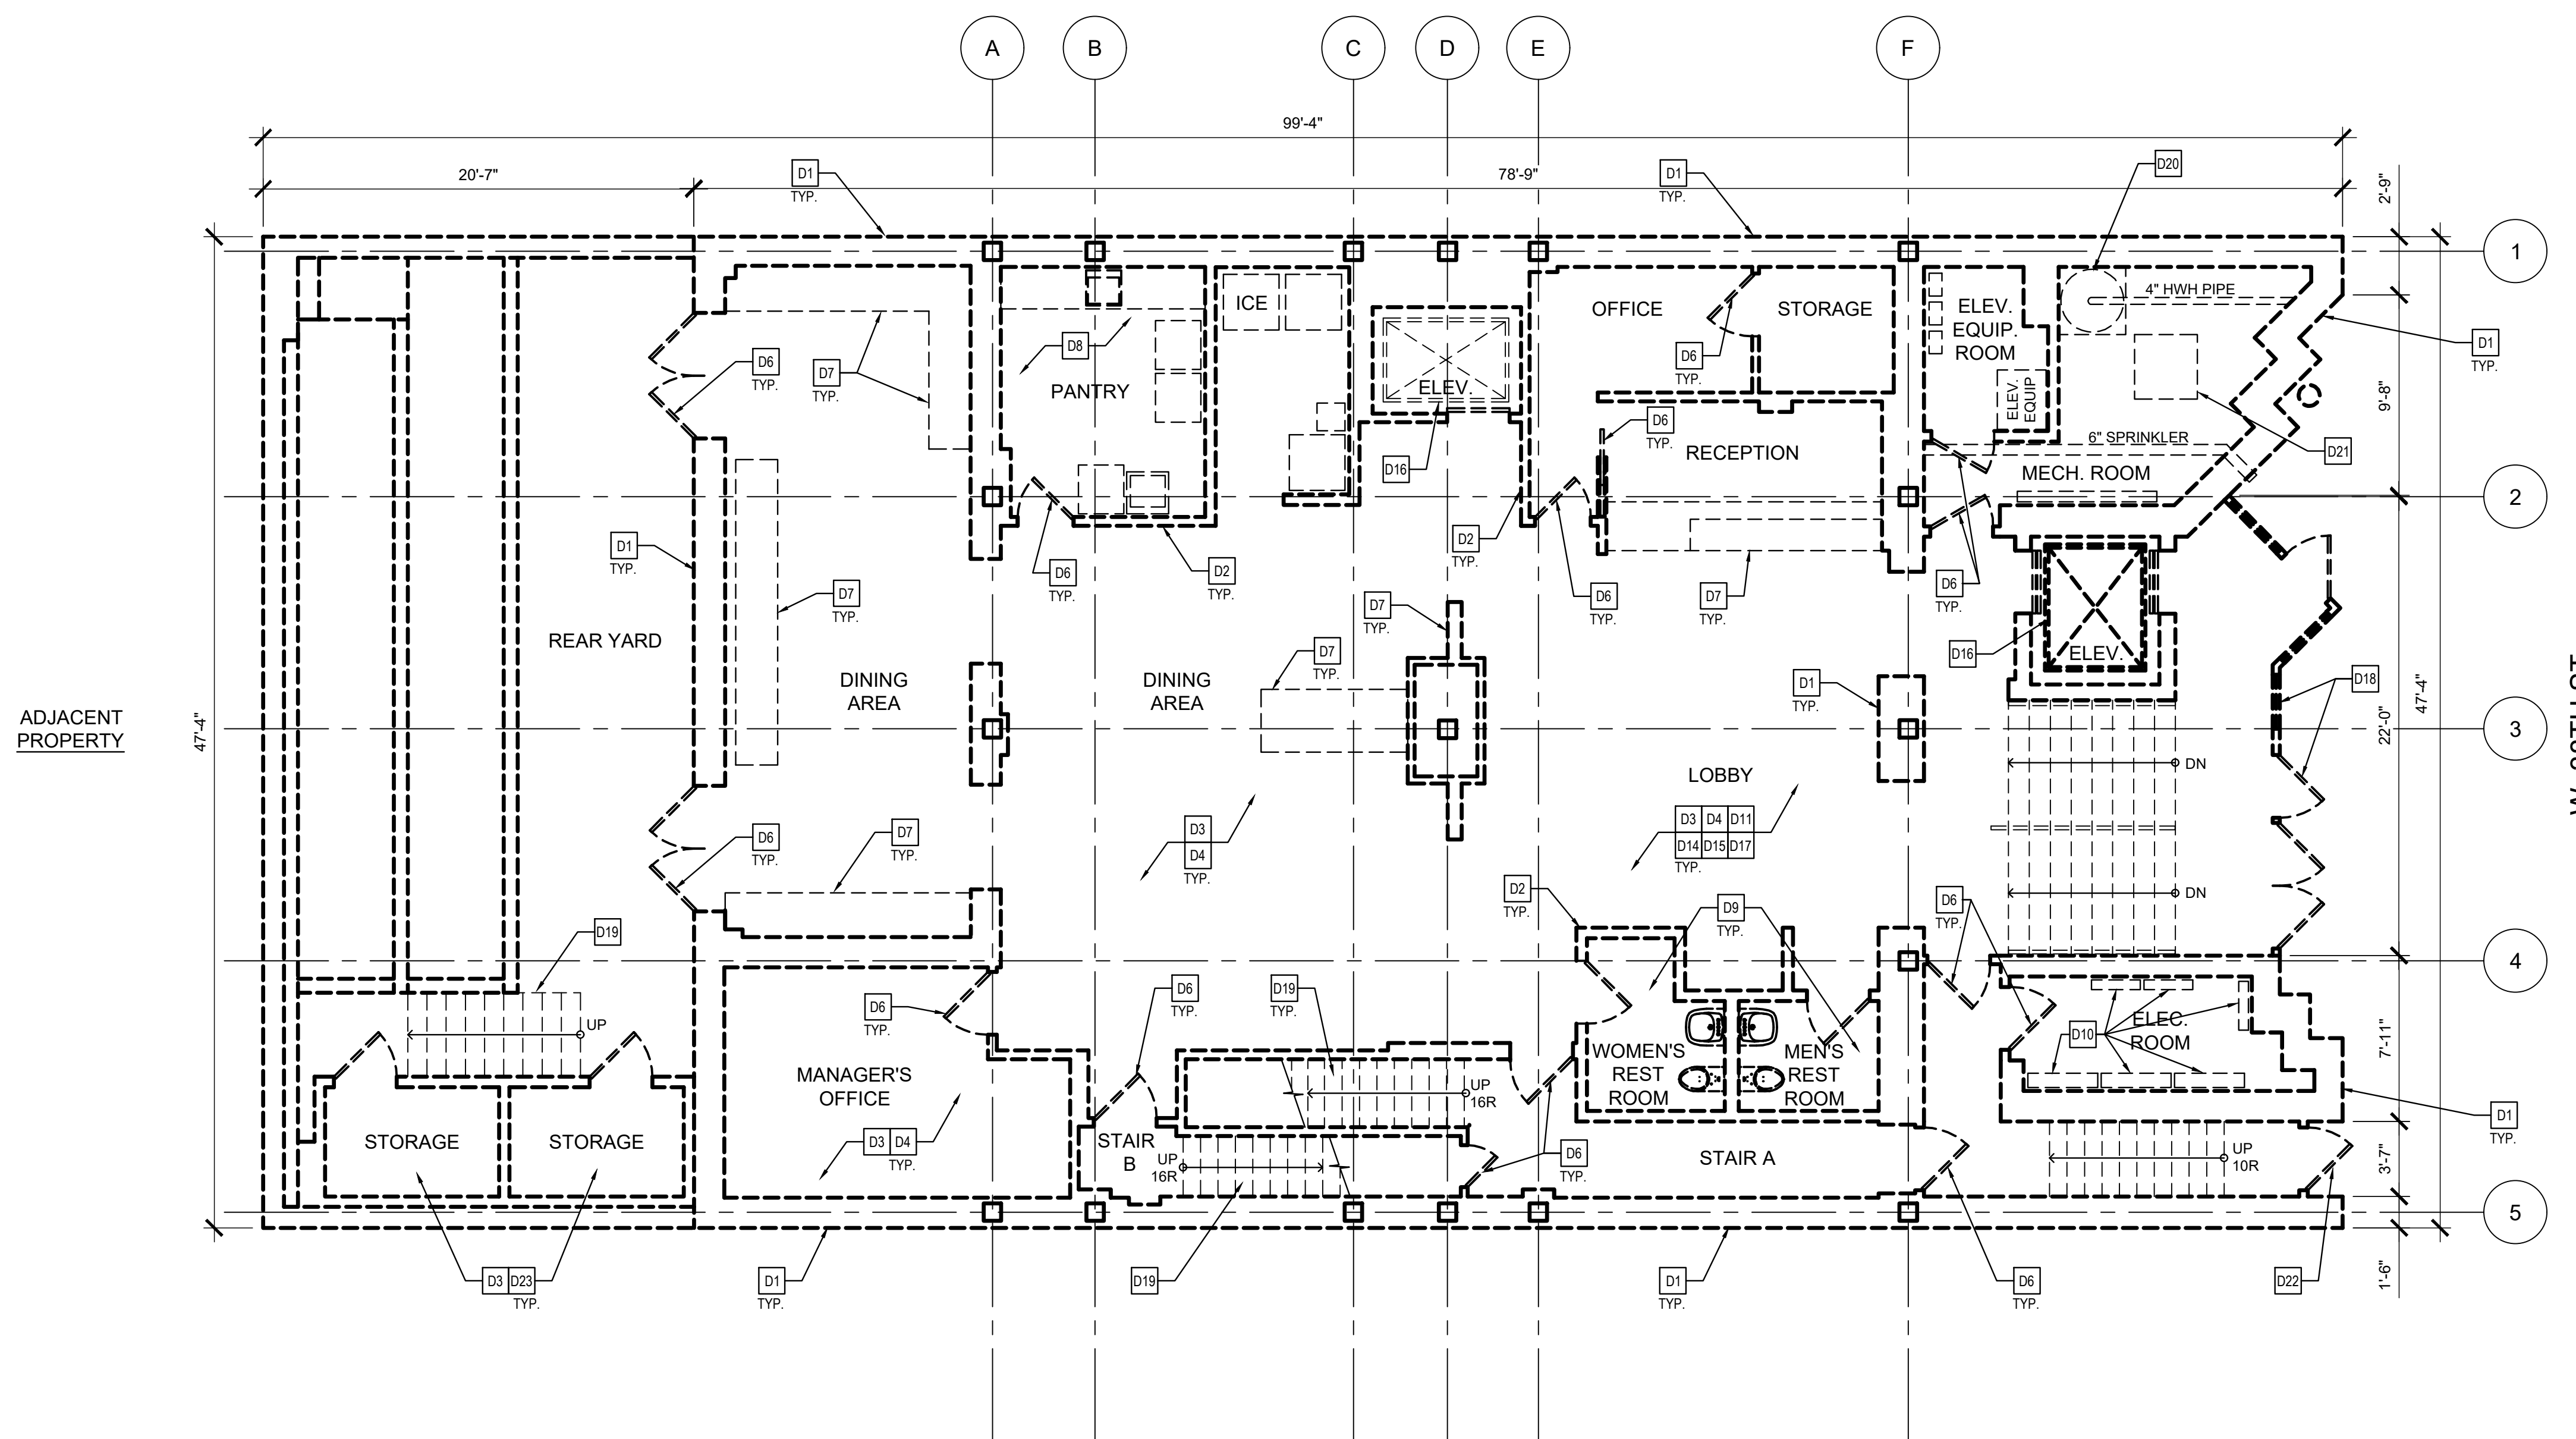 A
B
C
D
E
F
99'-4"
20'-7"
78'-9"
D1
TYP.
D1
TYP.
D20
2'-9"
1
ICE
OFFICE
STORAGE
ELEV.
EQUIP.
ROOM
4" HWH PIPE
D1
TYP.
D6
TYP.
D7
TYP.
D8
PANTRY
ELEV.
D6
TYP.
ELEV.
EQUIP
9'-8"
D6
TYP.
RECEPTION
D16
6" SPRINKLER
MECH. ROOM
D21
2
D1
TYP.
D6
TYP.
D2
TYP.
D2
TYP.
D6
TYP.
D7
TYP.
D6
TYP.
D7
TYP.
D7
TYP.
REAR YARD
DINING
AREA
DINING
AREA
D7
TYP.
D1
TYP.
D16
ELEV.
D18
ADJACENT
PROPERTY
47'-4"
22'-0"
47'-4"
3
LOBBY
DN
D3
D4
TYP.
D3 D4 D11
D14 D15 D17
TYP.
D6
TYP.
D7
TYP.
DN
D2
TYP.
D9
D6
TYP.
D19
4
D6
TYP.
D6
TYP.
D19
UP
D10
ELEC.
ROOM
7'-11"
MANAGER'S
OFFICE
WOMEN'S
REST
ROOM
MEN'S
REST
ROOM
UP
16R
D1
TYP.
STORAGE
STORAGE
D3 D4
TYP.
STAIR
B
UP
16R
D6
TYP.
STAIR A
UP
10R
3'-7"
5
D3 D23
TYP.
D1
TYP.
D19
D1
TYP.
D6
TYP.
D22
1'-6"